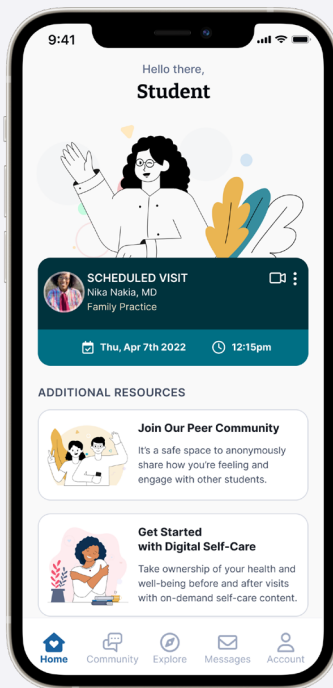 9:41
Hello there,
Student
SCHEDULED VISIT
Nika Nakia, MD
Family Practice
Thu, Apr 7th 2022
12:15pm
ADDITIONAL RESOURCES
Join Our Peer Community
It's a safe space to anonymously
share how you're feeling and
engage with other students.
Get Started
with Digital Self-Care
Take ownership of your health and
well-being before and after visits
with on-demand self-care content.
Home
Community
Explore
Messages
Account